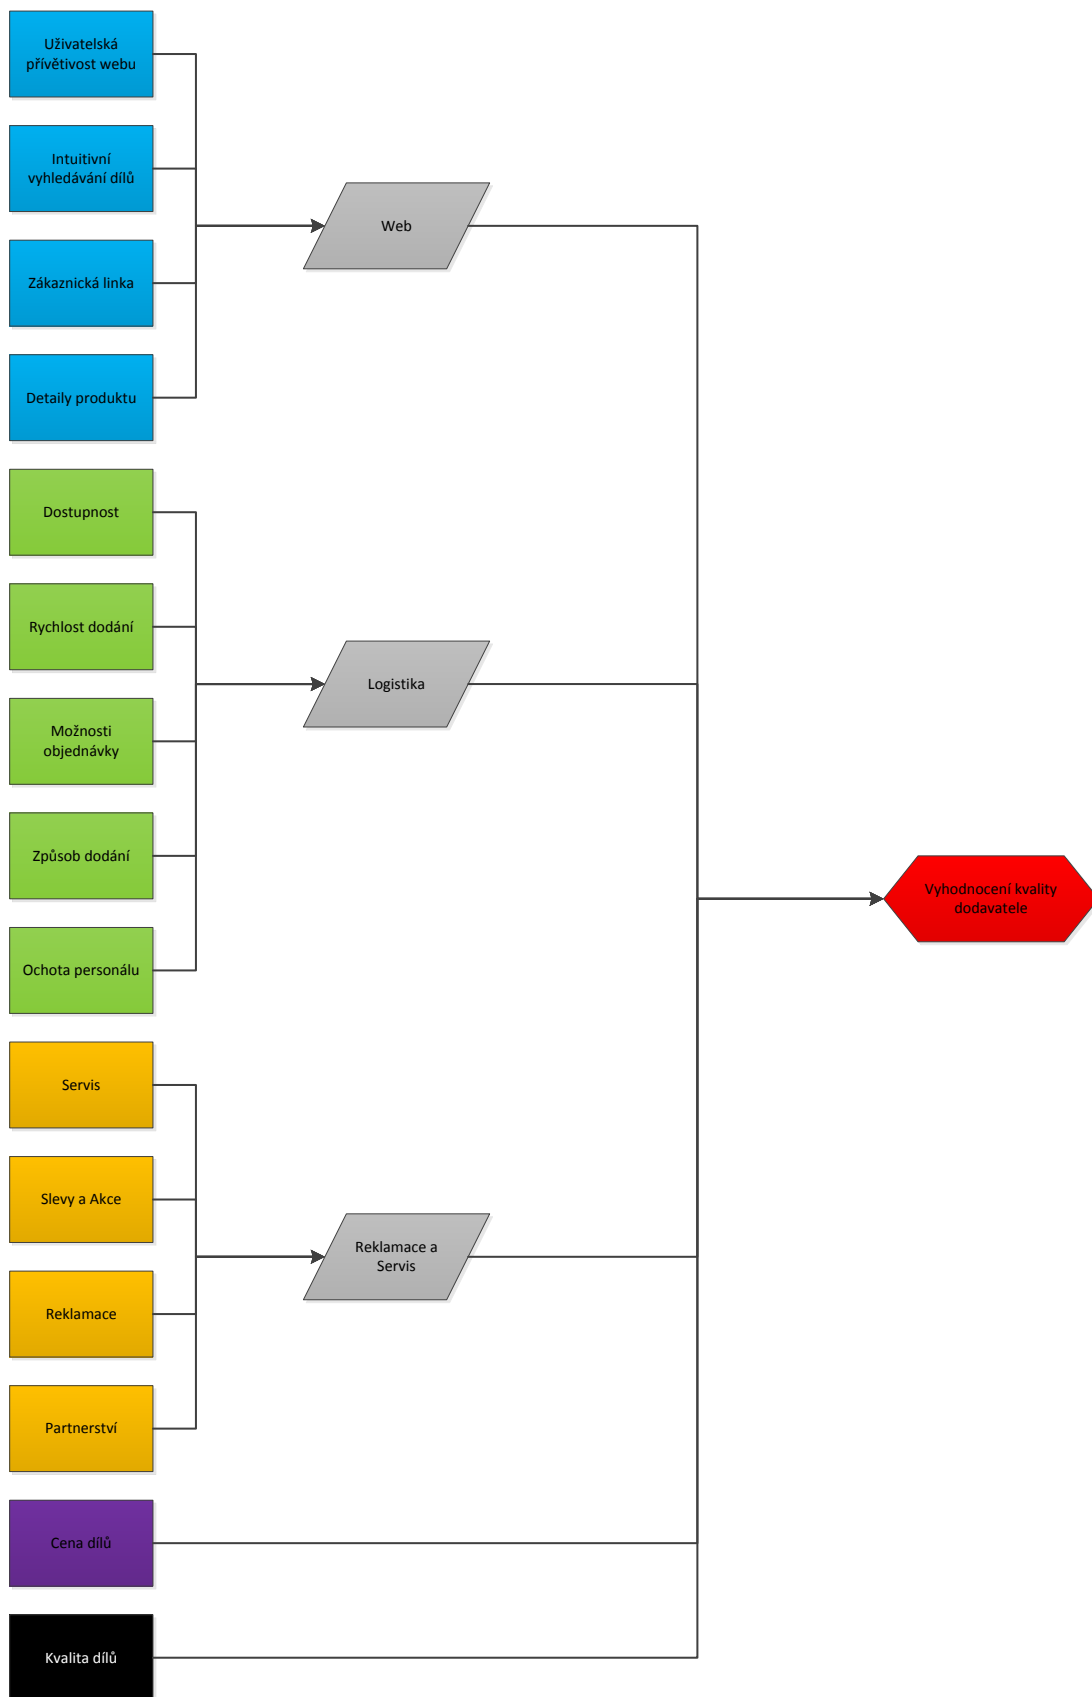 Uživatelská
přívětivost webu
Intuitivní
vyhledávání dílů
Web
Zákaznická linka
Detaily produktu
Dostupnost
Rychlost dodání
Logistika
Možnosti
objednávky
Způsob dodání
Vyhodnocení kvality
dodavatele
Ochota personálu
Servis
Slevy a Akce
Reklamace a
Servis
Reklamace
Partnerství
Cena dílů
Kvalita dílů